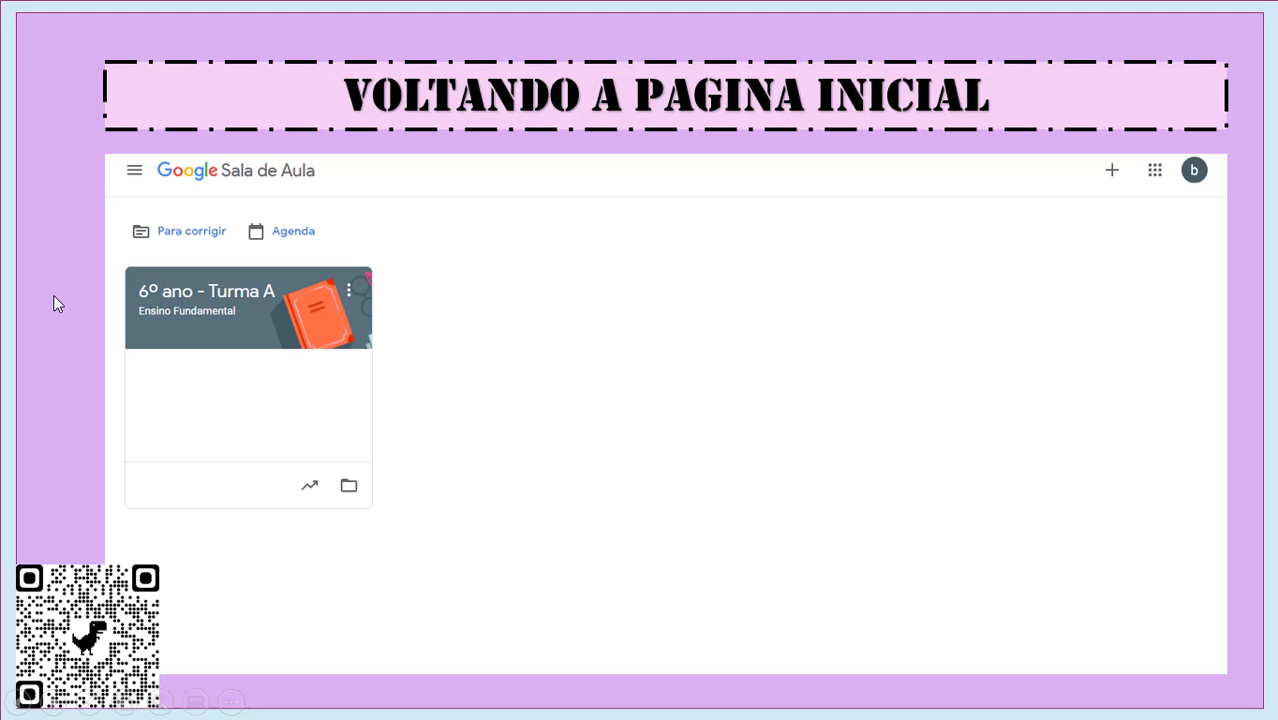 VOLTANDO A PAGINA INICIAL
Google Sala de Aula
b
Para corrigir
Agenda
6º ano - Turma A
Ensino Fundamental